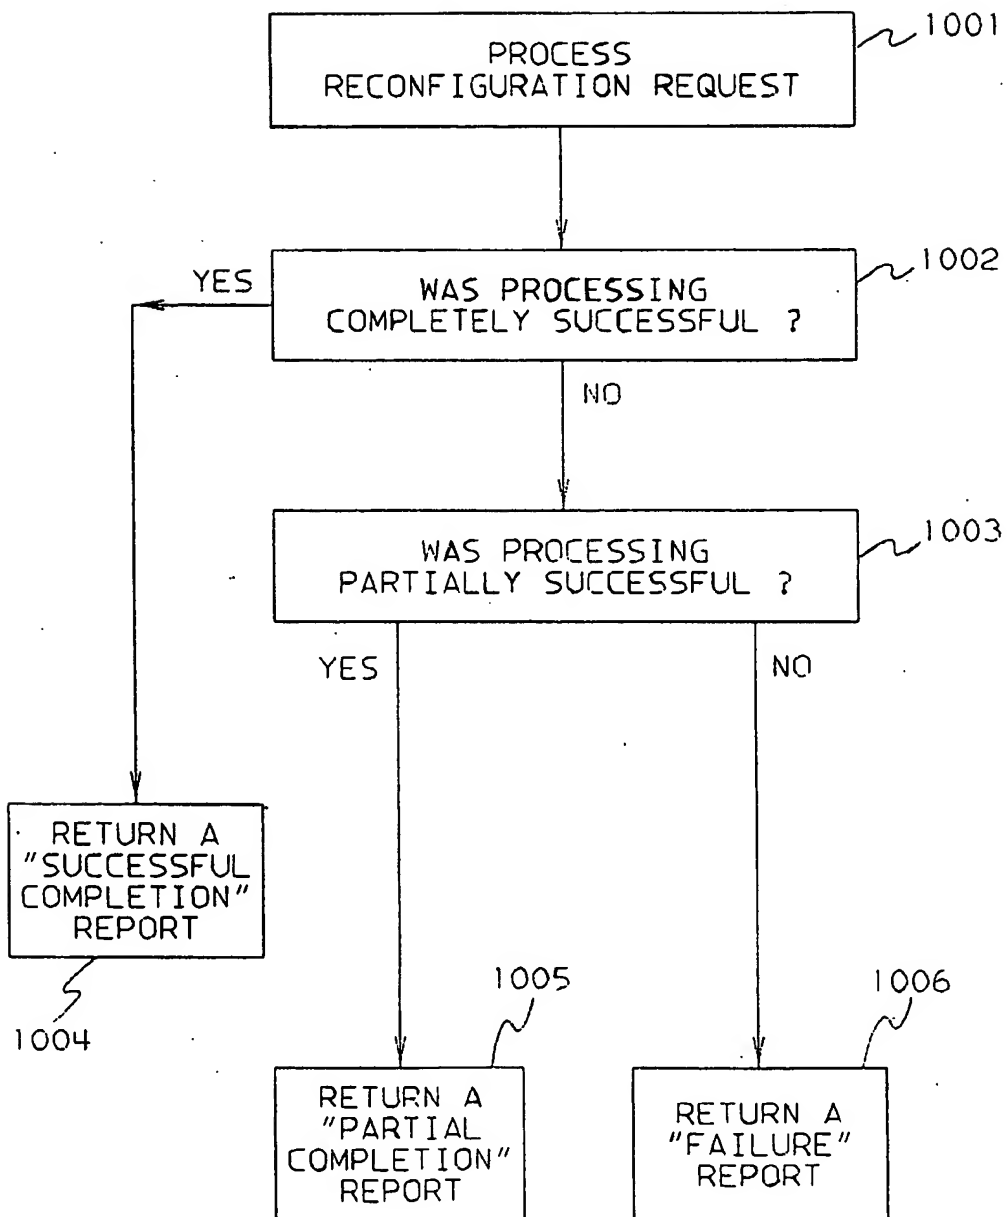 1001
PROCESS
RECONFIGURATION REQUEST
1002
YES
WAS PROCESSING
COMPLETELY SUCCESSFUL ?
NO
1003
WAS PROCESSING
PARTIALLY SUCCESSFUL ?
YES
NO
RETURN A
"SUCCESSFUL
COMPLETION"
REPORT
1004
1005
1006
RETURN A
"PARTIAL
COMPLETION"
REPORT
RETURN A
"FAILURE"
REPORT